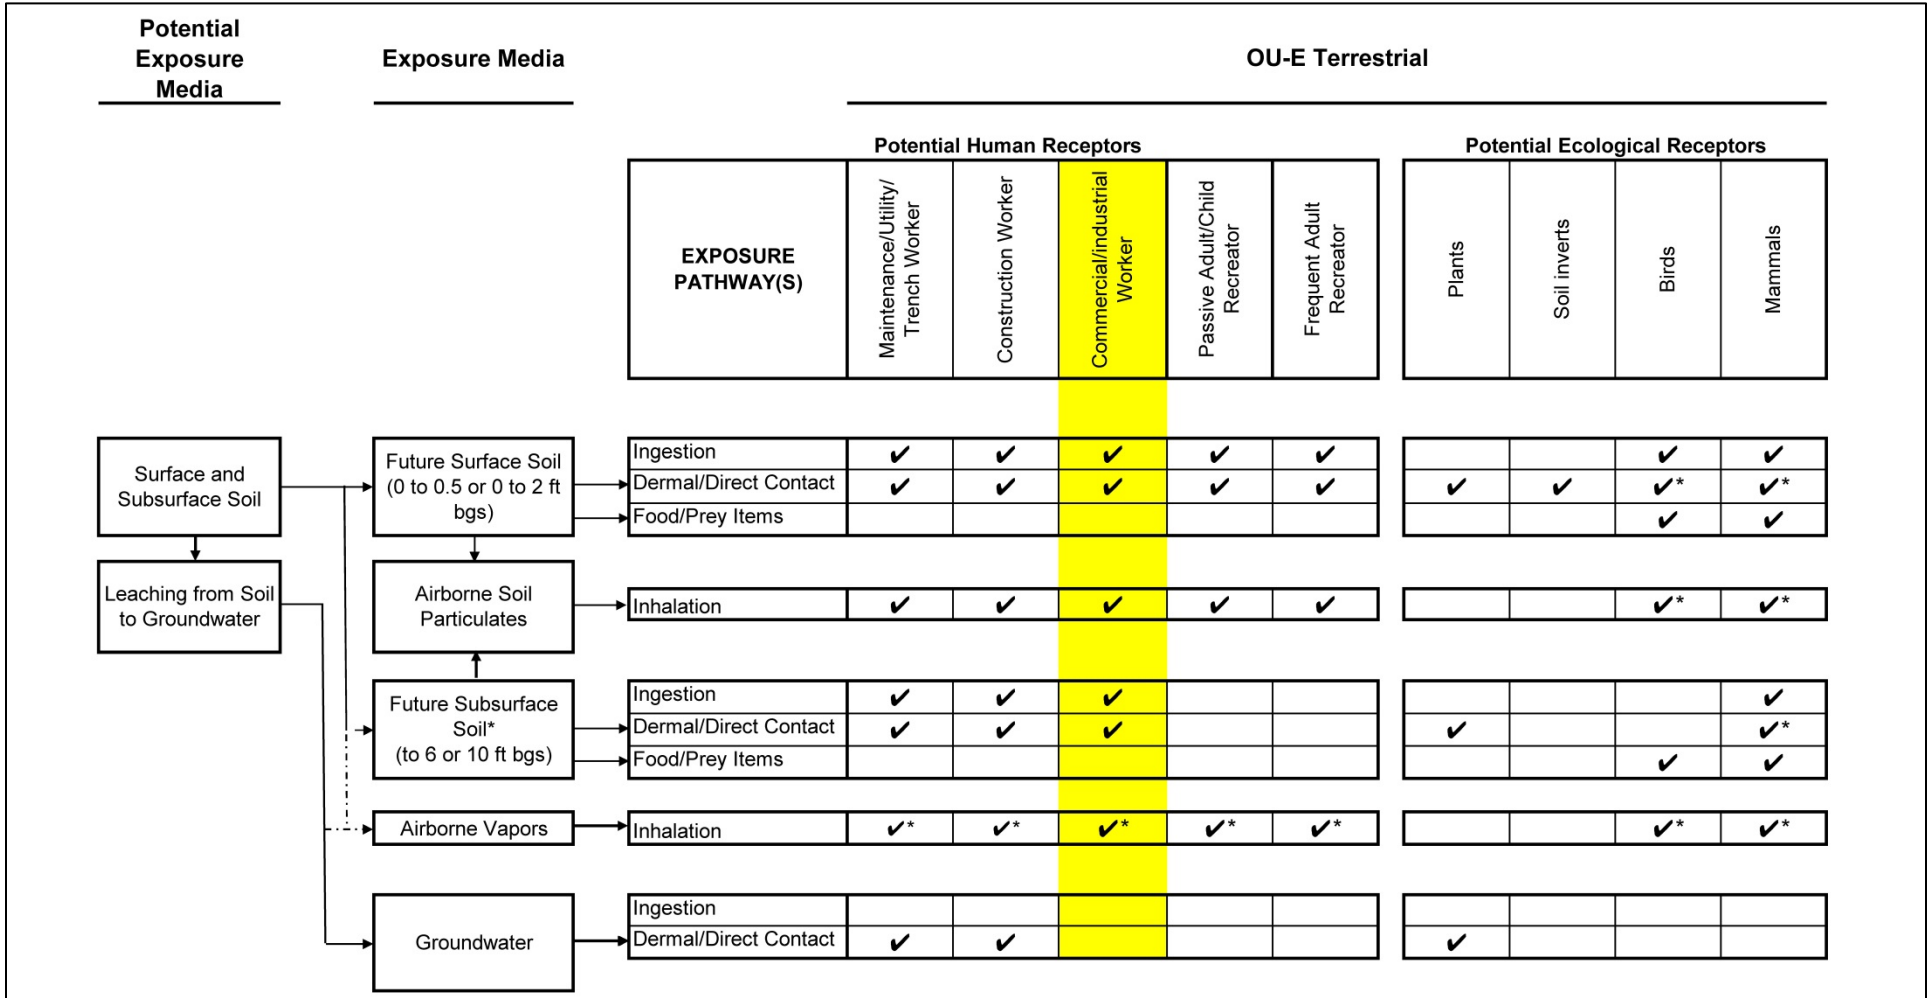 Potential
Exposure
Media
Exposure Media
OU-E Terrestrial
Potential Human Receptors
Potential Ecological Receptors
EXPOSURE
PATHWAY(S)
Maintenance/Utility/
Trench Worker
Construction Worker
Commercial/industrial
Worker
Passive Adult/Child
Recreator
Frequent Adult
Recreator
Plants
Soil inverts
Birds
Mammals
Surface and
Subsurface Soil
Future Surface Soil
(0 to 0.5 or 0 to 2 ft
bgs)
Ingestion ✔ ✔ ✔ ✔ ✔ ✔ ✔
Dermal/Direct Contact ✔ ✔ ✔ ✔ ✔ ✔ ✔ ✔* ✔*
Food/Prey Items ✔ ✔
Leaching from Soil
to Groundwater
Airborne Soil
Particulates
Inhalation ✔ ✔ ✔ ✔ ✔ ✔* ✔*
Future Subsurface
Soil*
(to 6 or 10 ft bgs)
Ingestion ✔ ✔ ✔ ✔
Dermal/Direct Contact ✔ ✔ ✔ ✔ ✔*
Food/Prey Items ✔ ✔
Airborne Vapors
Inhalation ✔* ✔* ✔* ✔* ✔* ✔* ✔*
Groundwater
Ingestion
Dermal/Direct Contact ✔ ✔ ✔